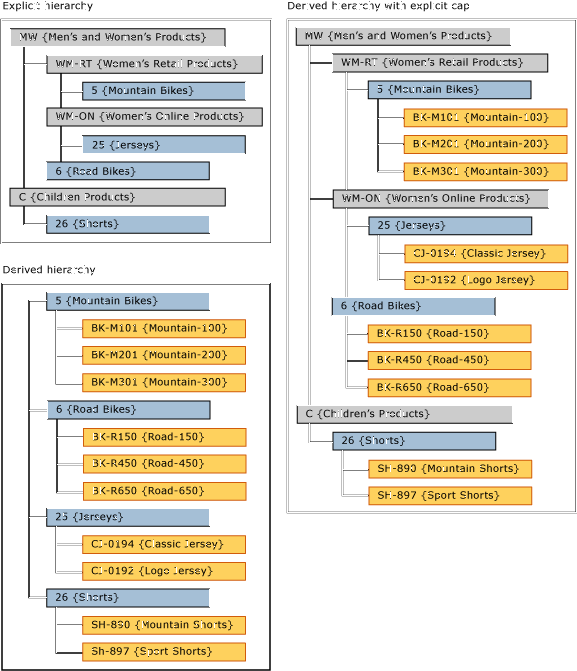 Explicit hierarchy
MW {Men's and Women's Products}
WM-RT {Women's Retail Products}
5 {Mountain Bikes}
WM-ON {Women's Online Products}
25 {Jerseys}
6 {Road Bikes}
C {Children Products}
26 {Shorts}
Derived hierarchy
5 {Mountain Bikes}
BK-M101 {Mountain-100}
BK-M201 {Mountain-200}
BK-M301 {Mountain-300}
6 {Road Bikes}
BK-R150 {Road-150}
BK-R450 {Road-450}
BK-R650 {Road-650}
25 {Jerseys}
CJ-0194 {Classic Jersey}
CJ-0192 {Logo Jersey}
26 {Shorts}
SH-890 {Mountain Shorts}
Sh-897 {Sport Shorts}
Derived hierarchy with explicit cap
MW {Men's and Women's Products}
WM-RT {Women's Retail Products}
5 {Mountain Bikes}
BK-M101 {Mountain-100}
BK-M201 {Mountain-200}
BK-M301 {Mountain-300}
WM-ON {Women's Online Products}
25 {Jerseys}
CJ-0194 {Classic Jersey}
CJ-0192 {Logo Jersey}
6 {Road Bikes}
BK-R150 {Road-150}
BK-R450 {Road-450}
BK-R650 {Road-650}
C {Children's Products}
26 {Shorts}
SH-890 {Mountain Shorts}
SH-897 {Sport Shorts}